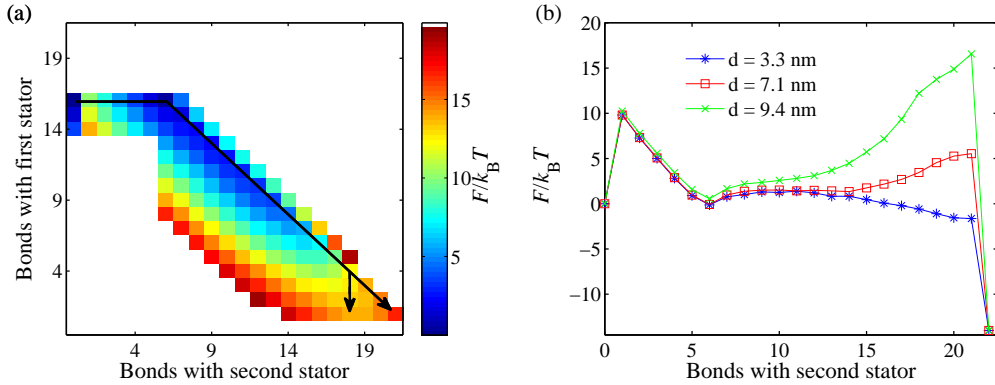 (a)
19
14
9
4
Bonds with first stator
4
9
14
19
Bonds with second stator
15
10
5
F/k_BT
(b)
20
15
10
5
0
−5
−10
F/k_BT
d = 3.3 nm
d = 7.1 nm
d = 9.4 nm
0
5
10
15
20
Bonds with second stator